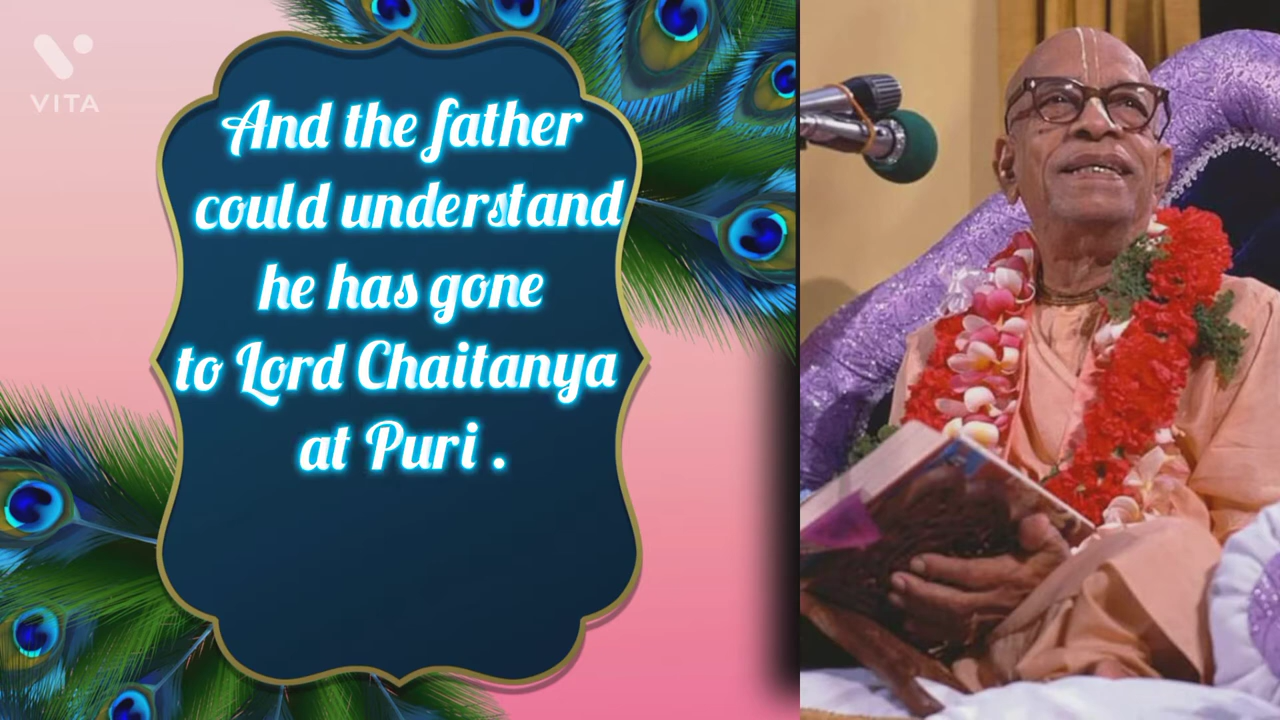 VITA
And the father
could understand
he has gone
to Lord Chaitanya
at Puri .